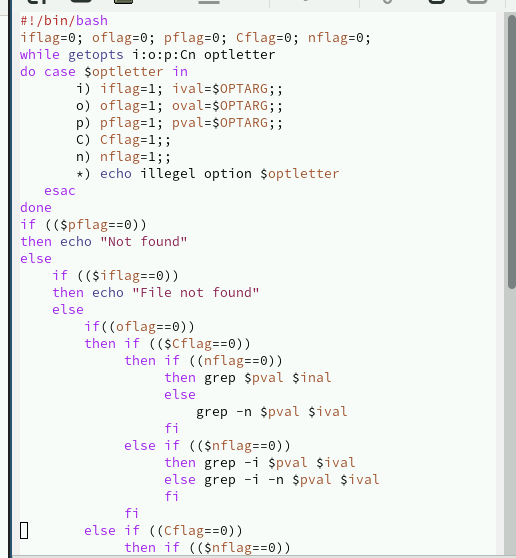 #!/bin/bash
iflag=0; oflag=0; pflag=0; Cflag=0; nflag=0;
while getopts i:o:p:Cn optletter
do case $optletter in
       i) iflag=1; ival=$OPTARG;;
       o) oflag=1; oval=$OPTARG;;
       p) pflag=1; pval=$OPTARG;;
       C) Cflag=1;;
       n) nflag=1;;
       *) echo illegel option $optletter
   esac
done
if (($pflag==0))
then echo "Not found"
else
    if (($iflag==0))
    then echo "File not found"
    else
        if((oflag==0))
        then if (($Cflag==0))
             then if ((nflag==0))
                  then grep $pval $inal
                  else
                      grep -n $pval $ival
                  fi
             else if (($nflag==0))
                  then grep -i $pval $ival
                  else grep -i -n $pval $ival
                  fi
             fi
        else if ((Cflag==0))
             then if (($nflag==0))